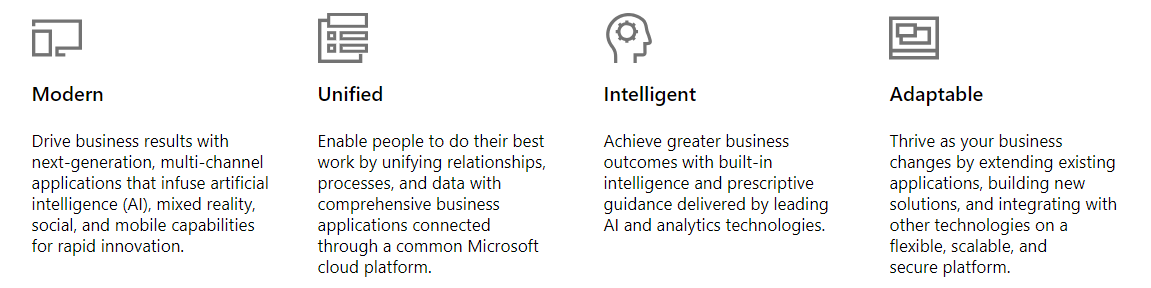 Modern
Drive business results with
next-generation, multi-channel
applications that infuse artificial
intelligence (AI), mixed reality,
social, and mobile capabilities
for rapid innovation.
Unified
Enable people to do their best
work by unifying relationships,
processes, and data with
comprehensive business
applications connected
through a common Microsoft
cloud platform.
Intelligent
Achieve greater business
outcomes with built-in
intelligence and prescriptive
guidance delivered by leading
AI and analytics technologies.
Adaptable
Thrive as your business
changes by extending existing
applications, building new
solutions, and integrating with
other technologies on a
flexible, scalable, and
secure platform.